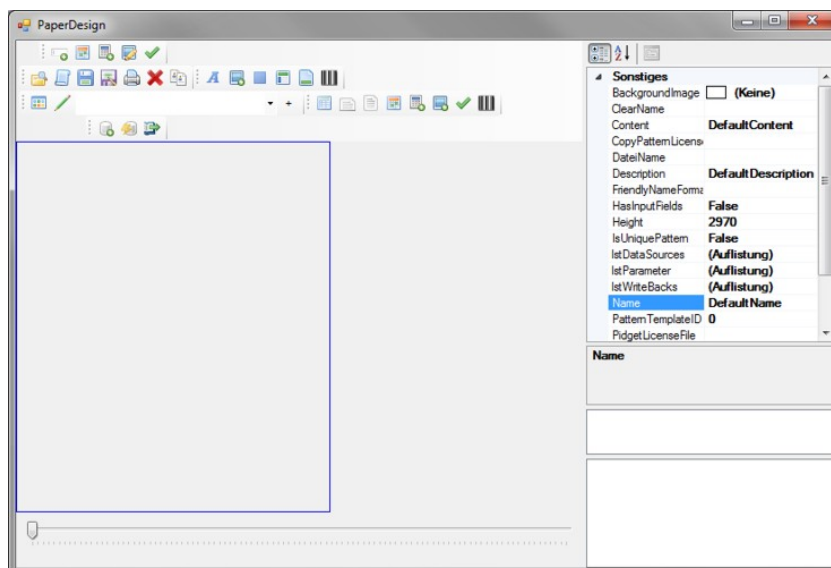 PaperDesign
Sonstiges
BackgroundImage (Keine)
ClearName
Content DefaultContent
CopyPatternLicens
DateiName
Description DefaultDescription
FriendlyNameForma
HasInputFields False
Height 2970
IsUniquePattern False
lstDataSources (Auflistung)
lstParameter (Auflistung)
lstWriteBacks (Auflistung)
Name DefaultName
PatternTemplateID 0
PidgetLicenseFile
Name